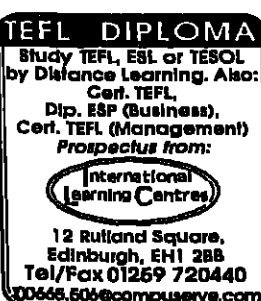 TEFL DIPLOMA
Study TEFL, ESL or TESOL
by Distance Learning. Also:
Cert. TEFL,
Dip. ESP (Business),
Cert. TEFL (Management)
Prospectus from:
International
Learning Centres
12 Rutland Square,
Edinburgh, EH1 2BB
Tel/Fax 01259 720440
100665.506@compuserve.com